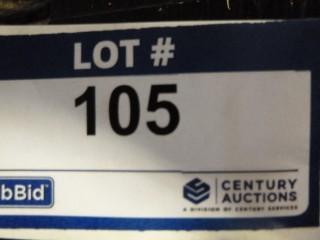 LOT #
105
bBid
CENTURY
AUCTIONS
A DIVISION OF CENTURY SERVICES